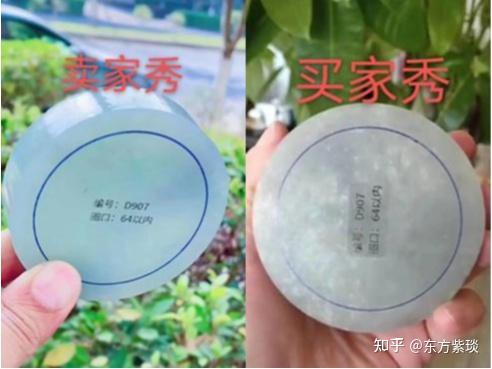 卖家秀
编号：D907
圈口：64以内
买家秀
编号：D907
圈口：64以内
知乎 @东方紫琰